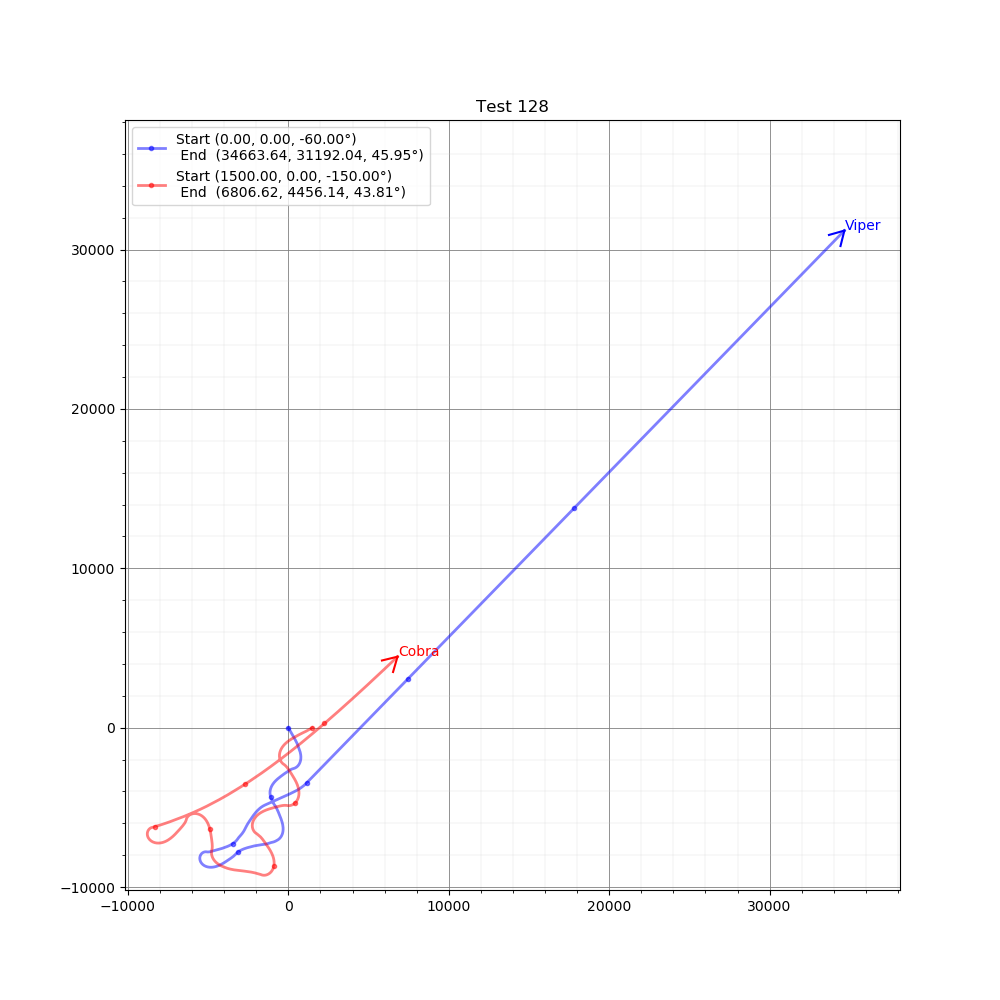 Test 128
Start (0.00, 0.00, -60.00°)
End  (34663.64, 31192.04, 45.95°)
Start (1500.00, 0.00, -150.00°)
End  (6806.62, 4456.14, 43.81°)
Viper
30000
20000
10000
Cobra
0
−10000
−10000 0 10000 20000 30000